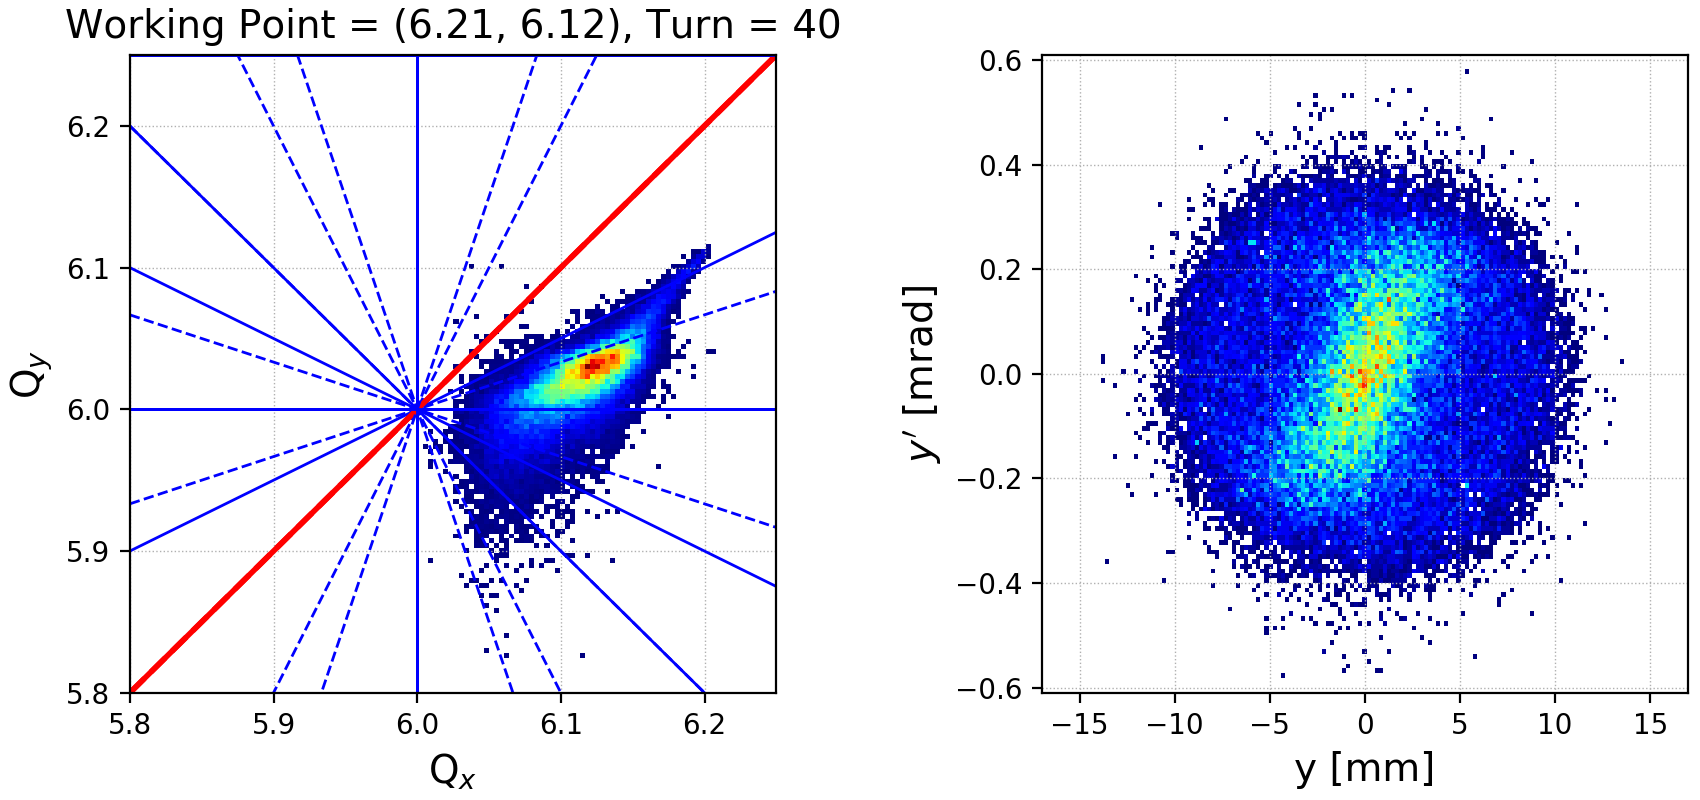 Working Point = (6.21, 6.12), Turn = 40
6.2
6.1
6.0
5.9
5.8
Qy
5.8 5.9 6.0 6.1 6.2
Qx
0.6
0.4
0.2
0.0
−0.2
−0.4
−0.6
y′ [mrad]
−15 −10 −5 0 5 10 15
y [mm]